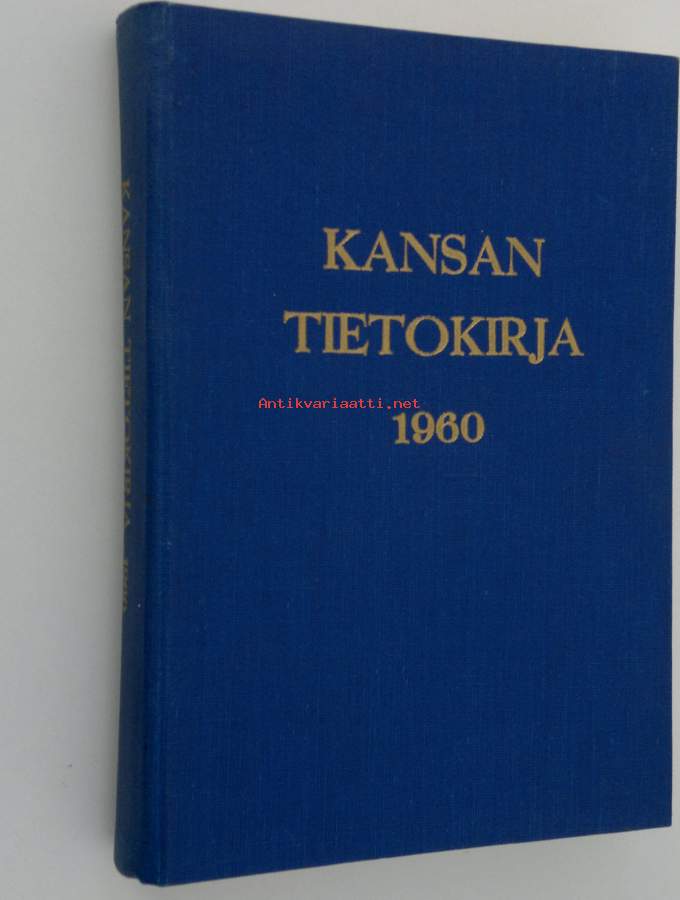 KANSAN
TIETOKIRJA
Antikvariaatti.net
1960
KANSAN TIETOKIRJA 1960